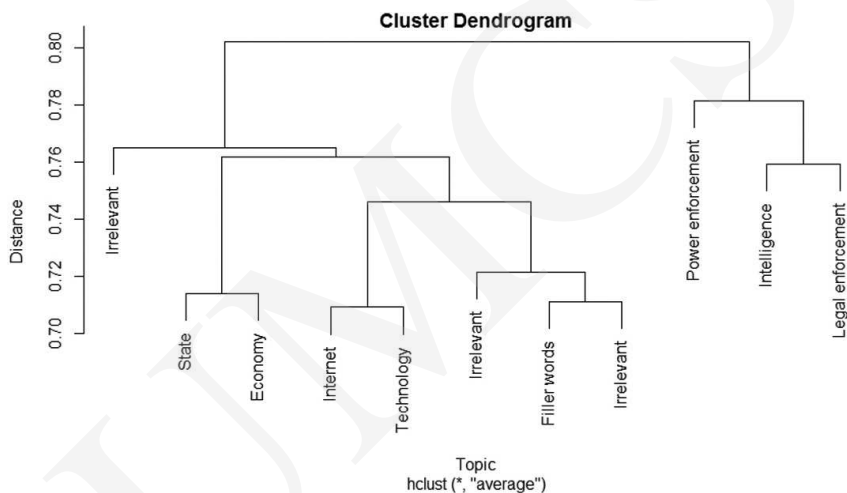 Cluster Dendrogram
0.80
0.78
0.76
0.74
0.72
0.70
Distance
Irrelevant
State
Economy
Internet
Technology
Irrelevant
Filler words
Irrelevant
Power enforcement
Intelligence
Legal enforcement
Topic
hclust (*, "average")
UMCS